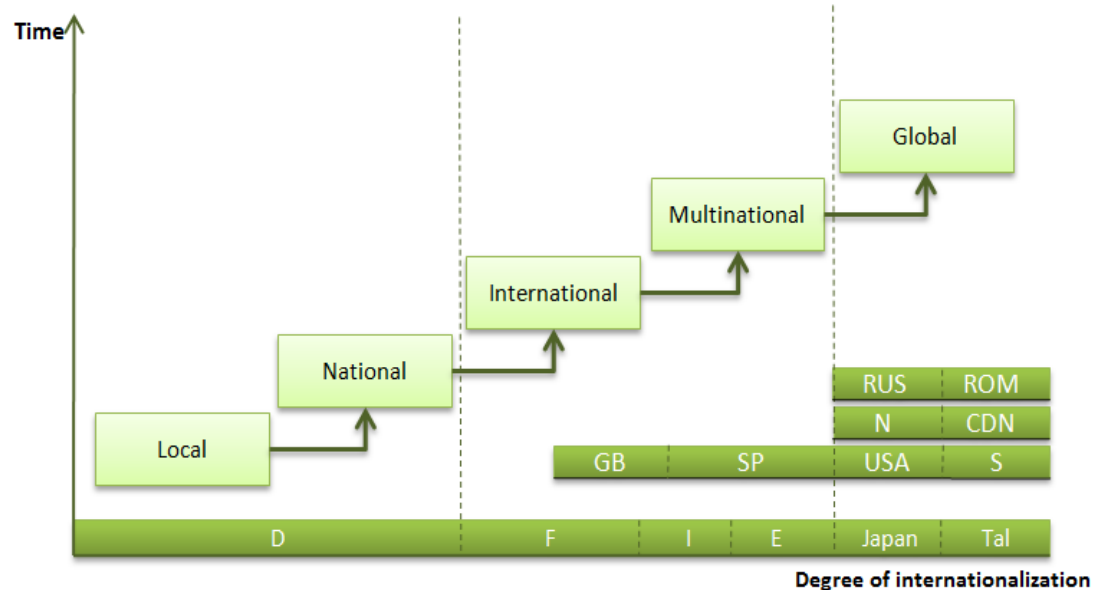 Time
Global
Multinational
International
National
Local
RUS ROM
N CDN
GB SP USA S
D F I E Japan Tal
Degree of internationalization